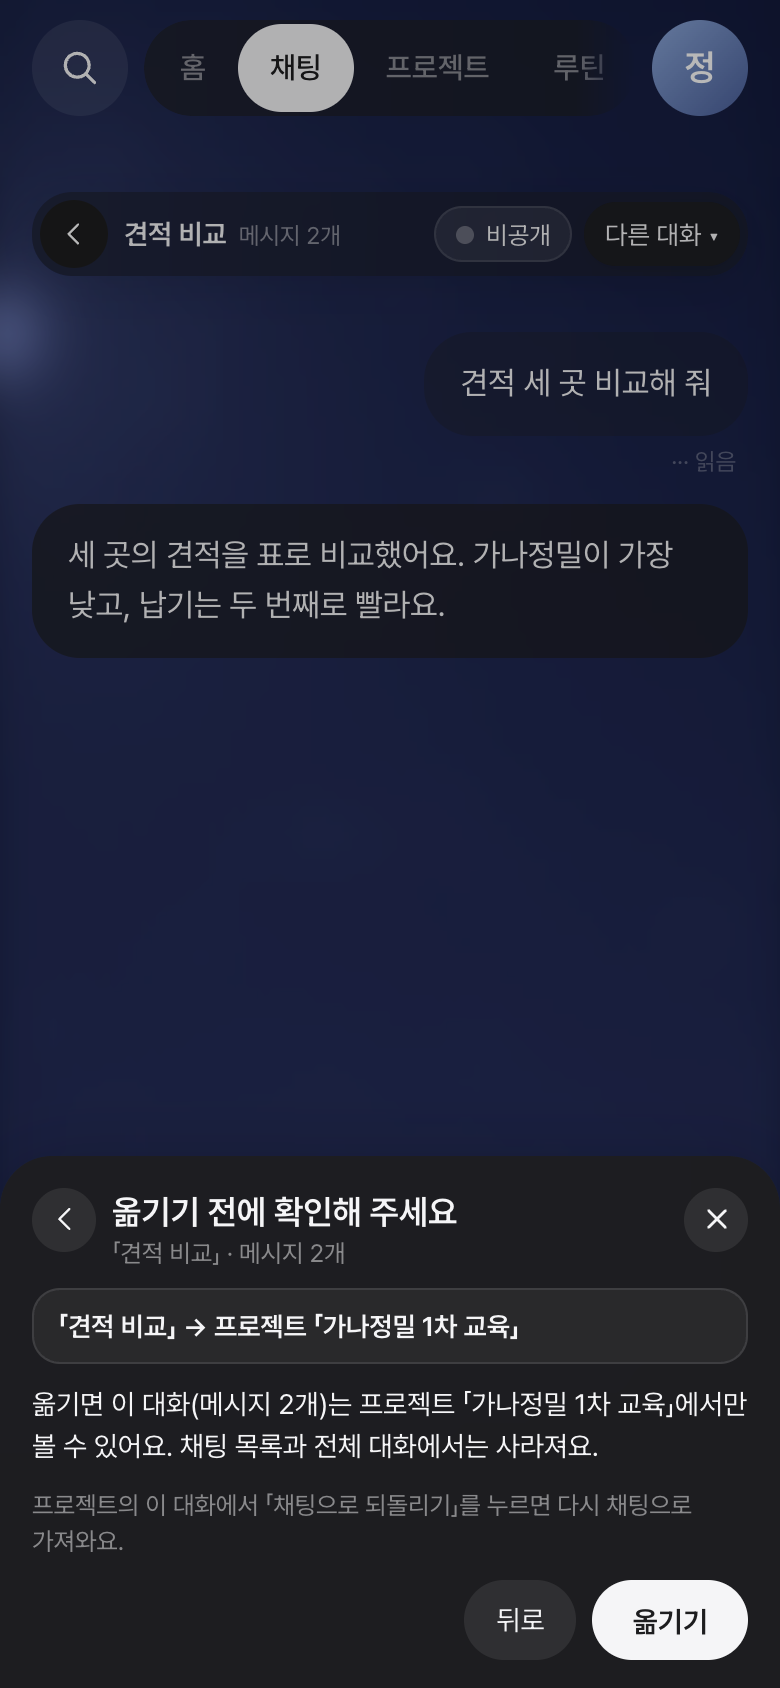 홈 채팅 프로젝트 루틴 정
견적 비교 메시지 2개 비공개 다른 대화 ▾
견적 세 곳 비교해 줘
··· 읽음
세 곳의 견적을 표로 비교했어요. 가나정밀이 가장
낮고, 납기는 두 번째로 빨라요.
옮기기 전에 확인해 주세요
「견적 비교」 · 메시지 2개
「견적 비교」 → 프로젝트 「가나정밀 1차 교육」
옮기면 이 대화(메시지 2개)는 프로젝트 「가나정밀 1차 교육」에서만
볼 수 있어요. 채팅 목록과 전체 대화에서는 사라져요.
프로젝트의 이 대화에서 「채팅으로 되돌리기」를 누르면 다시 채팅으로
가져와요.
뒤로 옮기기